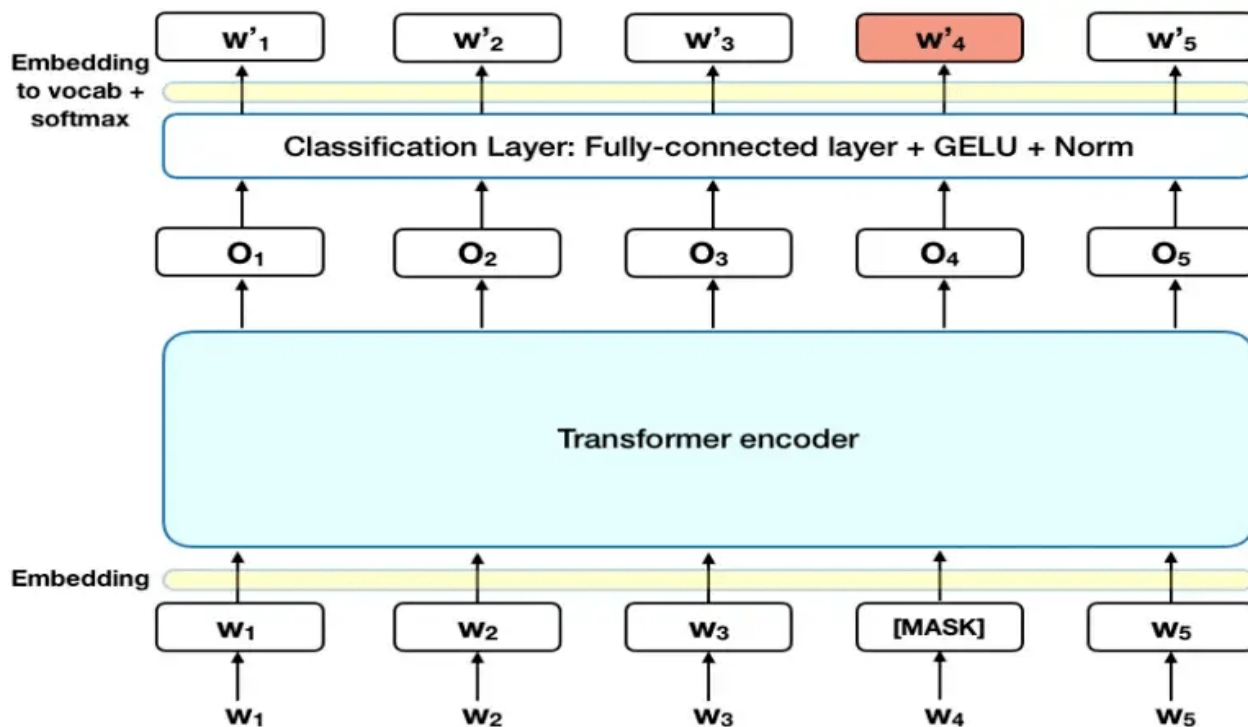 w’₁ w’₂ w’₃ w’₄ w’₅
Embedding
to vocab +
softmax
Classification Layer: Fully-connected layer + GELU + Norm
O₁ O₂ O₃ O₄ O₅
Transformer encoder
Embedding
w₁ w₂ w₃ [MASK] w₅
w₁ w₂ w₃ w₄ w₅